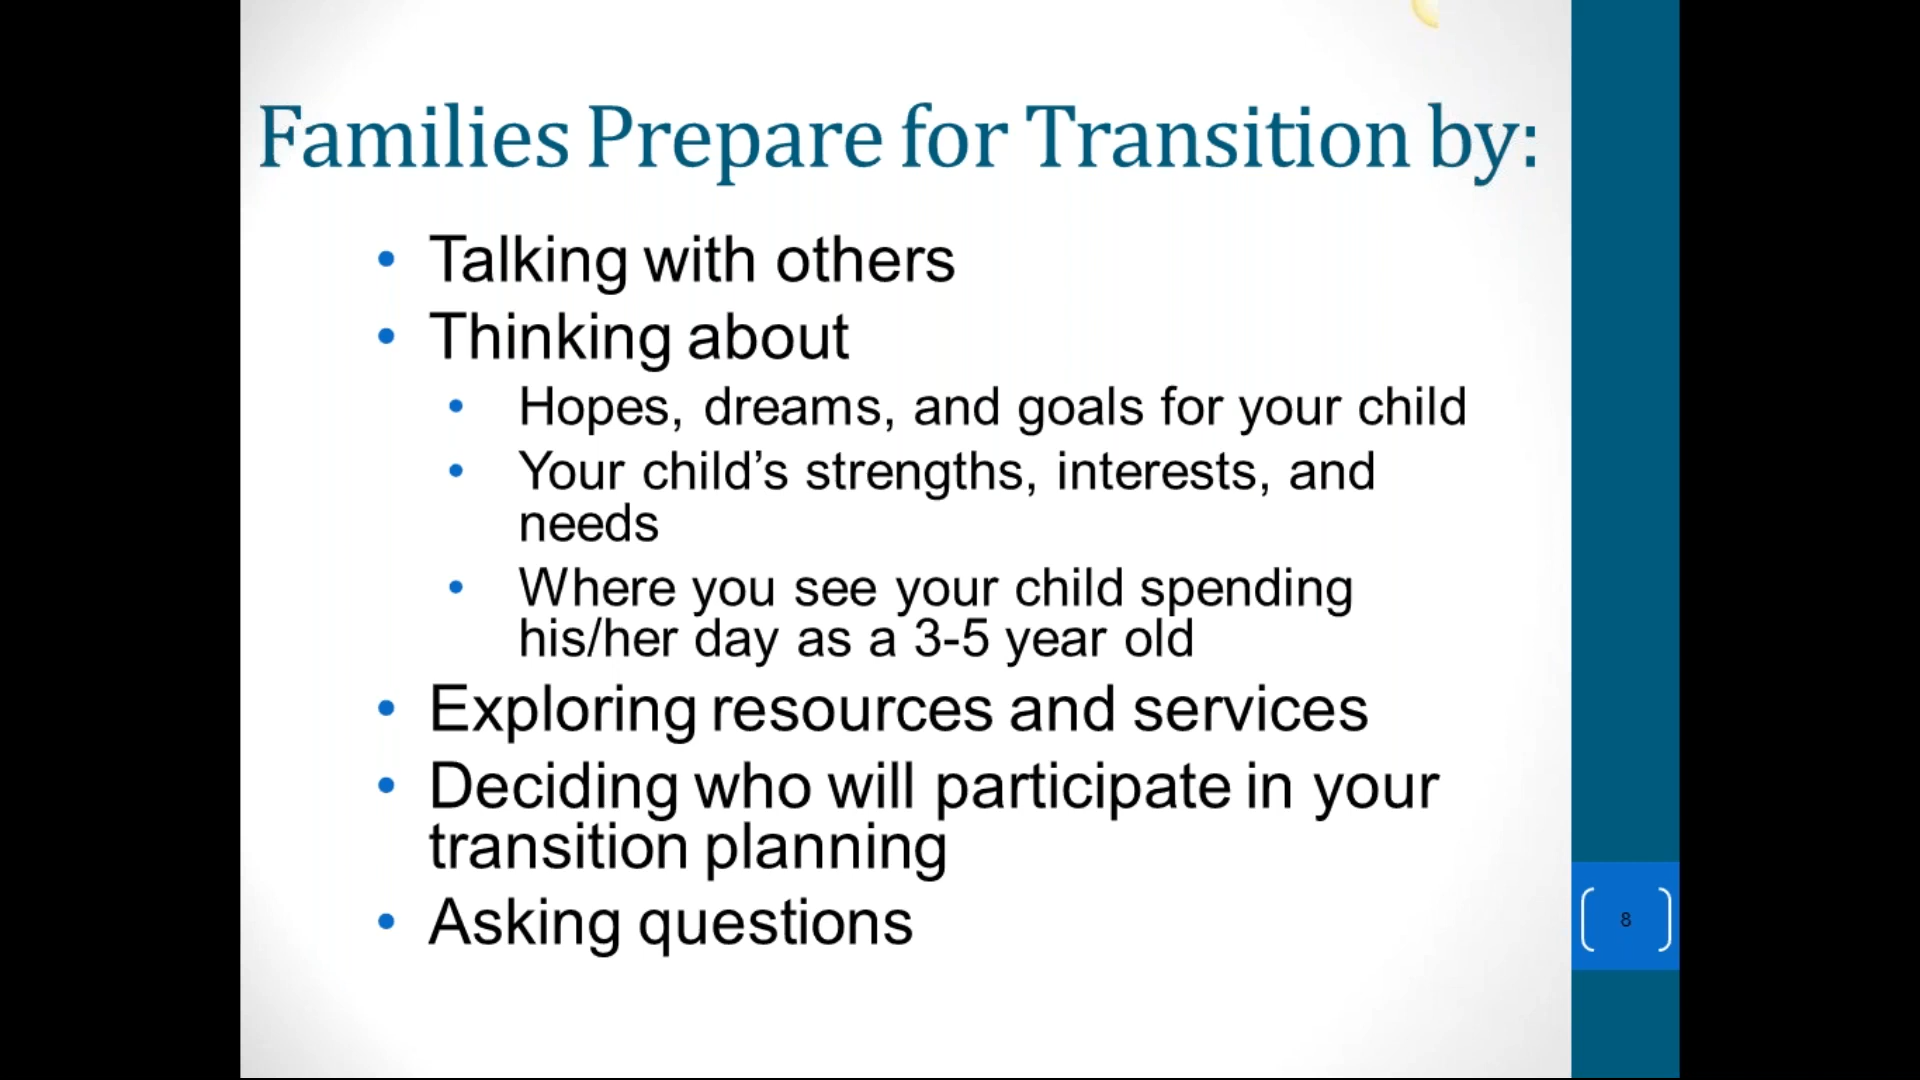 Families Prepare for Transition by:
• Talking with others
• Thinking about
• Hopes, dreams, and goals for your child
• Your child’s strengths, interests, and
needs
• Where you see your child spending
his/her day as a 3-5 year old
• Exploring resources and services
• Deciding who will participate in your
transition planning
• Asking questions
8